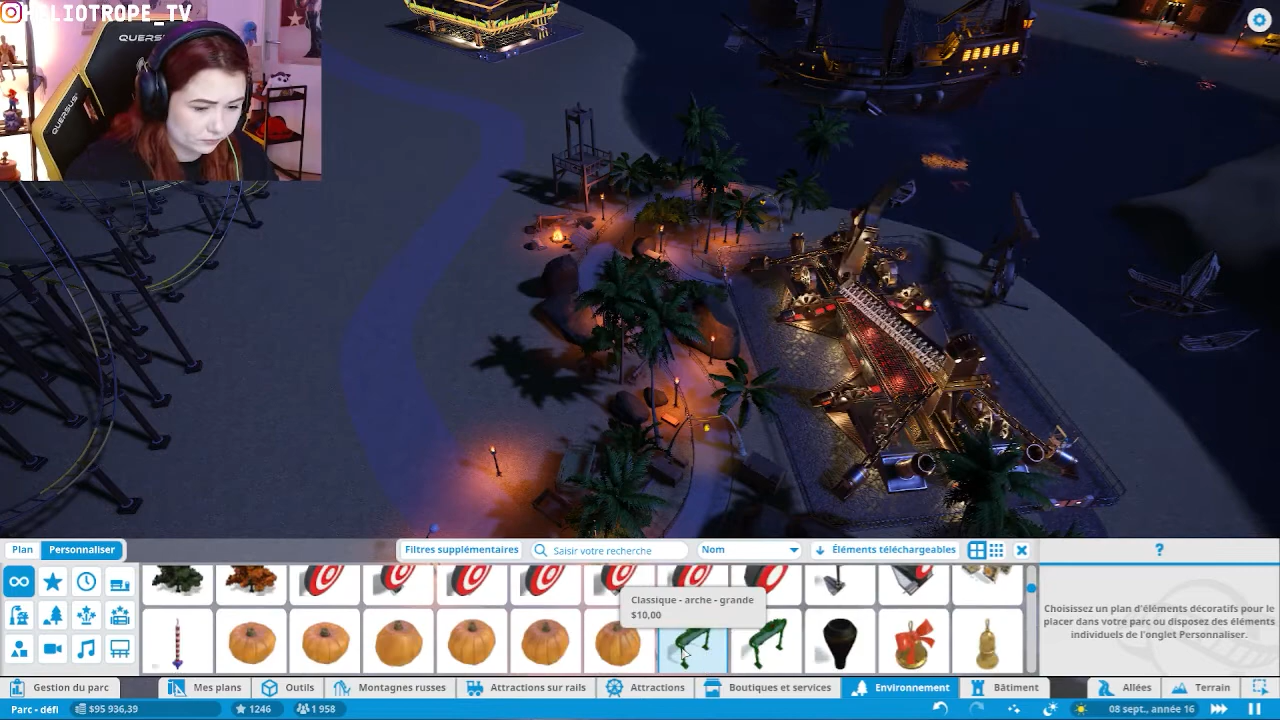 HELIOTROPE_TV
QUERSUS
Plan
Personnaliser
Filtres supplémentaires
Saisir votre recherche
Nom
Éléments téléchargeables
?
Classique - arche - grande
$10,00
Choisissez un plan d'éléments décoratifs pour le
placer dans votre parc ou disposez des éléments
individuels de l'onglet Personnaliser.
Gestion du parc
Mes plans
Outils
Montagnes russes
Attractions sur rails
Attractions
Boutiques et services
Environnement
Bâtiment
Allées
Terrain
Parc - défi
$95 936,39
1246
1 958
08 sept., année 16